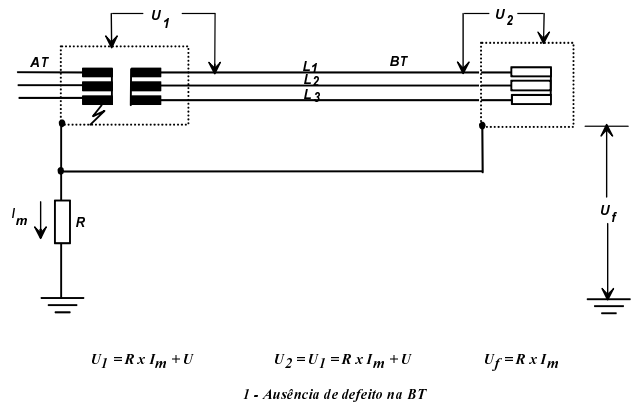 U1 U2
AT L1 BT
L2
L3
Im R Uf
U1 = R x Im + U U2 = U1 = R x Im + U Uf = R x Im
1 - Ausência de defeito na BT